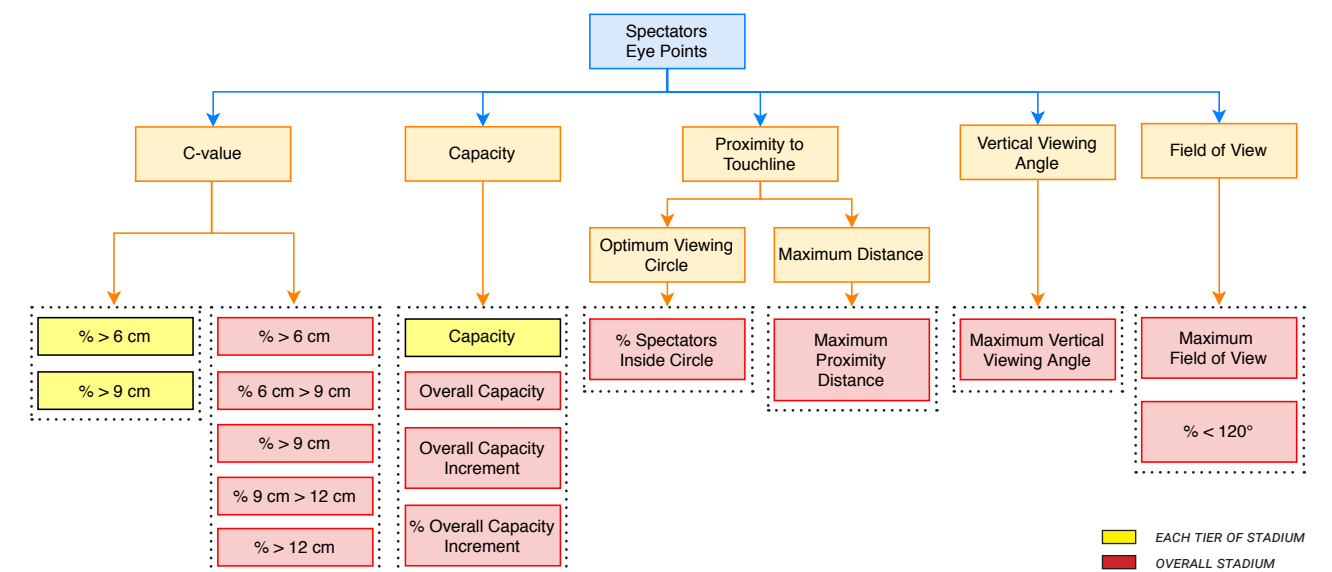 Spectators
Eye Points
C-value
Capacity
Proximity to
Touchline
Vertical Viewing
Angle
Field of View
Optimum Viewing
Circle
Maximum Distance
% > 6 cm
% > 9 cm
% > 6 cm
% 6 cm > 9 cm
% > 9 cm
% 9 cm > 12 cm
% > 12 cm
Capacity
Overall Capacity
Overall Capacity
Increment
% Overall Capacity
Increment
% Spectators
Inside Circle
Maximum
Proximity
Distance
Maximum Vertical
Viewing Angle
Maximum
Field of View
% < 120°
EACH TIER OF STADIUM
OVERALL STADIUM